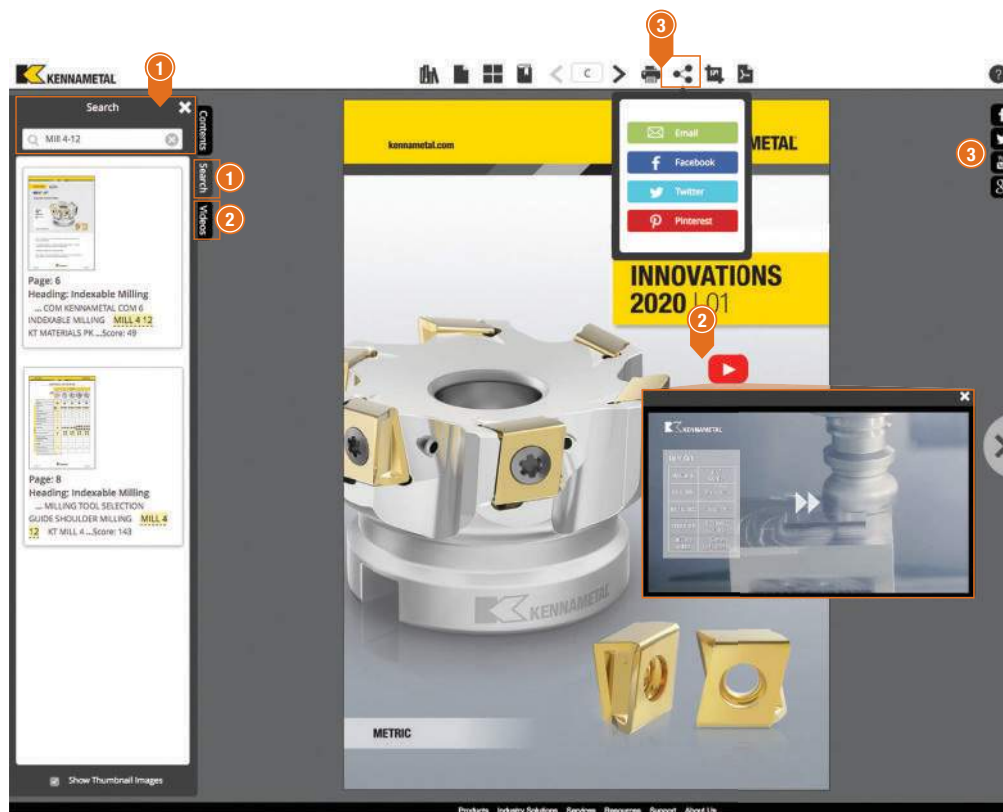 3
KENNAMETAL
1
C
Search
Mill 4-12
Contents
Search
1
Videos
2
3
Page: 6
Heading: Indexable Milling
... COM KENNAMETAL COM 6
INDEXABLE MILLING MILL 4 12
KT MATERIALS PK ...Score: 49
Page: 8
Heading: Indexable Milling
... MILLING TOOL SELECTION
GUIDE SHOULDER MILLING MILL 4
12 KT MILL 4 ...Score: 143
Show Thumbnail Images
kennametal.com
METAL
Email
Facebook
Twitter
Pinterest
INNOVATIONS
2020 | 01
2
KENNAMETAL
KENNAMETAL
METRIC
Products Industry Solutions Services Resources Support About Us